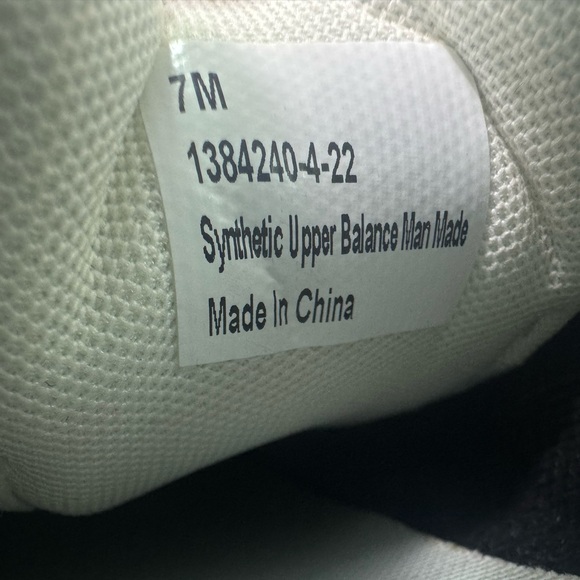 7M
1384240-4-22
Synthetic Upper Balance Man Made
Made In China